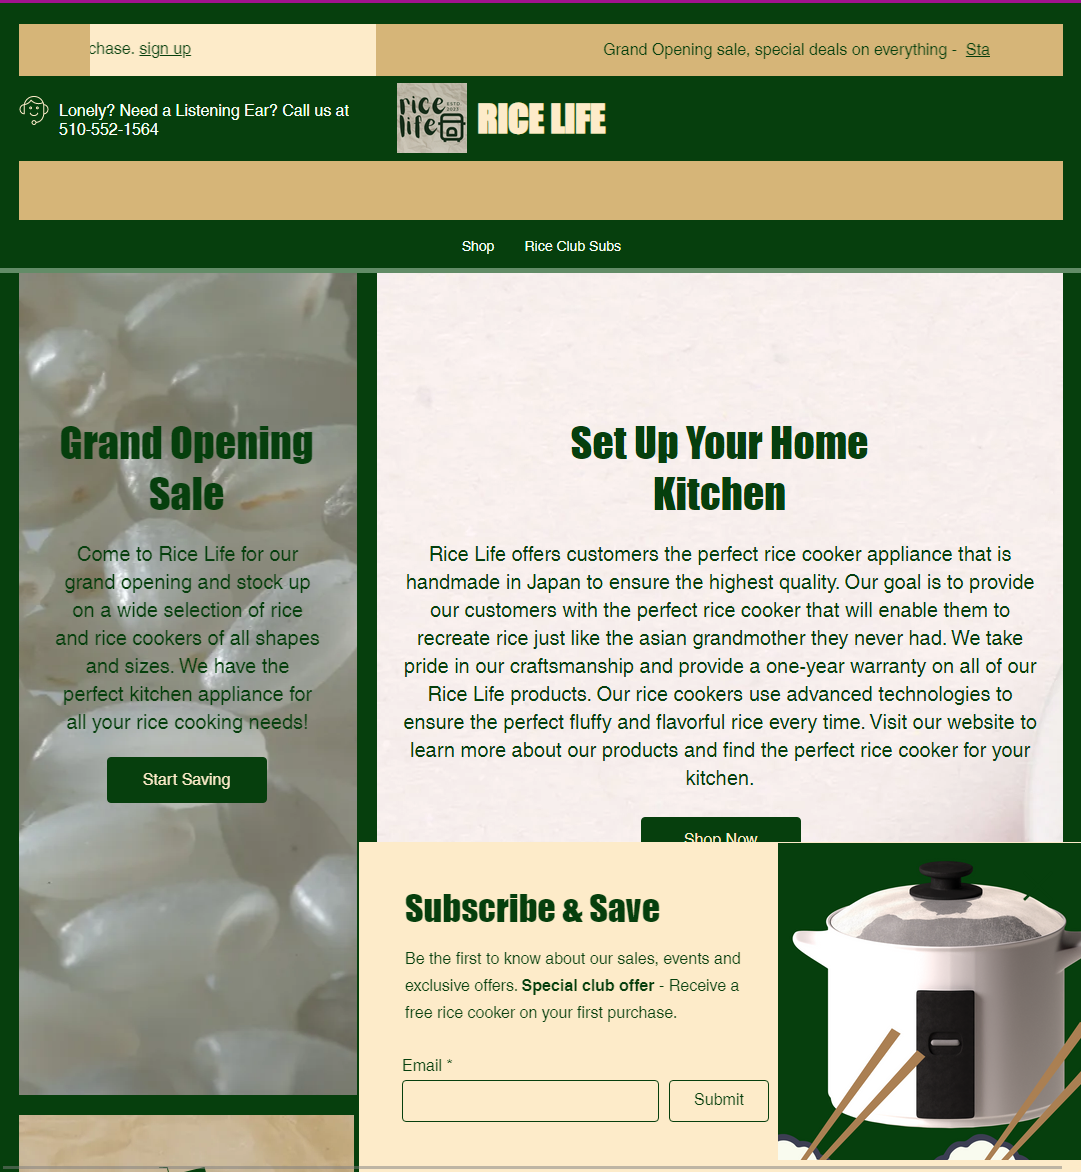 chase. sign up
Grand Opening sale, special deals on everything - Sta
Lonely? Need a Listening Ear? Call us at
510-552-1564
rice
life
ESTD
2023
RICE LIFE
Shop
Rice Club Subs
Grand Opening
Sale
Come to Rice Life for our
grand opening and stock up
on a wide selection of rice
and rice cookers of all shapes
and sizes. We have the
perfect kitchen appliance for
all your rice cooking needs!
Start Saving
Set Up Your Home
Kitchen
Rice Life offers customers the perfect rice cooker appliance that is
handmade in Japan to ensure the highest quality. Our goal is to provide
our customers with the perfect rice cooker that will enable them to
recreate rice just like the asian grandmother they never had. We take
pride in our craftsmanship and provide a one-year warranty on all of our
Rice Life products. Our rice cookers use advanced technologies to
ensure the perfect fluffy and flavorful rice every time. Visit our website to
learn more about our products and find the perfect rice cooker for your
kitchen.
Shop Now
Subscribe & Save
Be the first to know about our sales, events and
exclusive offers. Special club offer - Receive a
free rice cooker on your first purchase.
Email *
Submit